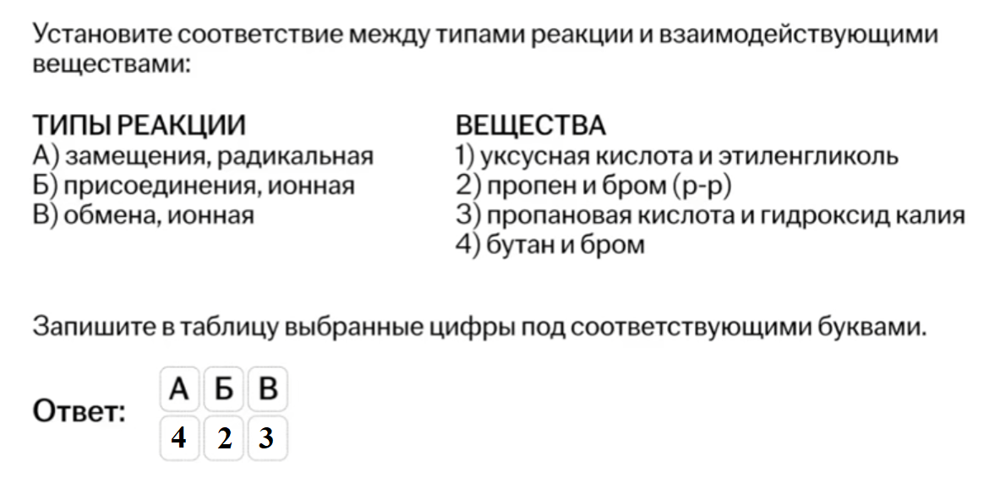 Установите соответствие между типами реакции и взаимодействующими
веществами:
ТИПЫ РЕАКЦИИ
А) замещения, радикальная
Б) присоединения, ионная
В) обмена, ионная
ВЕЩЕСТВА
1) уксусная кислота и этиленгликоль
2) пропен и бром (р-р)
3) пропановая кислота и гидроксид калия
4) бутан и бром
Запишите в таблицу выбранные цифры под соответствующими буквами.
Ответ:
А Б В
4 2 3